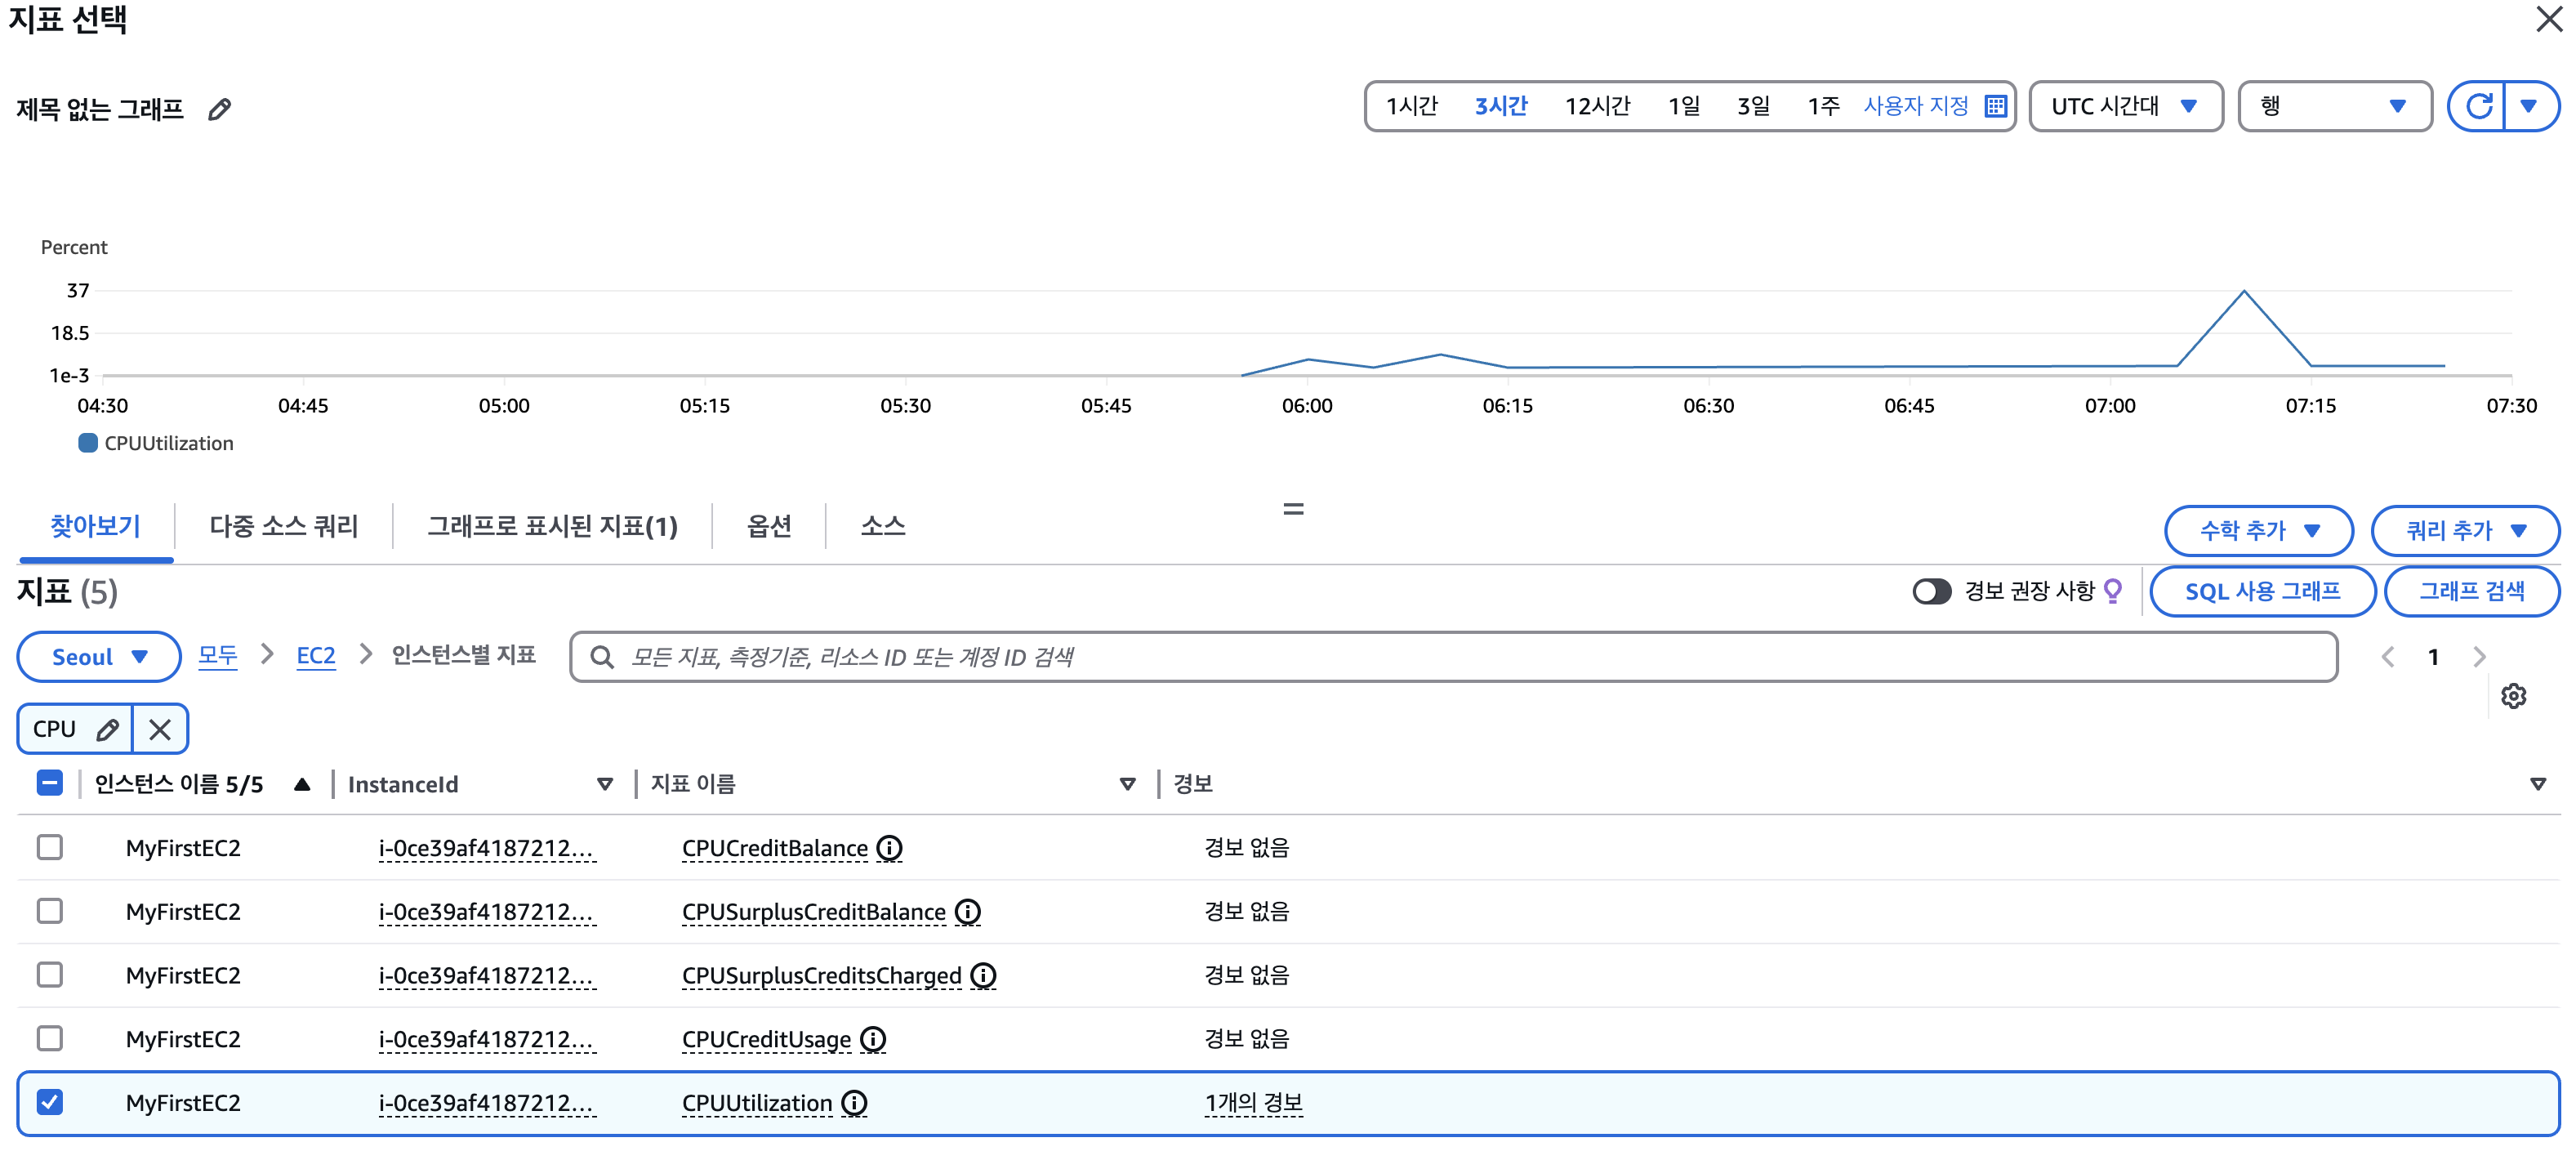 지표 선택
제목 없는 그래프
1시간 3시간 12시간 1일 3일 1주 사용자 지정 UTC 시간대 행
Percent
37
18.5
1e-3
04:30 04:45 05:00 05:15 05:30 05:45 06:00 06:15 06:30 06:45 07:00 07:15 07:30
CPUUtilization
찾아보기 다중 소스 쿼리 그래프로 표시된 지표(1) 옵션 소스 수학 추가 쿼리 추가
지표 (5) 경보 권장 사항 SQL 사용 그래프 그래프 검색
Seoul 모두 EC2 인스턴스별 지표 모든 지표, 측정기준, 리소스 ID 또는 계정 ID 검색 1
CPU
인스턴스 이름 5/5 InstanceId 지표 이름 경보
MyFirstEC2 i-0ce39af4187212... CPUCreditBalance 경보 없음
MyFirstEC2 i-0ce39af4187212... CPUSurplusCreditBalance 경보 없음
MyFirstEC2 i-0ce39af4187212... CPUSurplusCreditsCharged 경보 없음
MyFirstEC2 i-0ce39af4187212... CPUCreditUsage 경보 없음
MyFirstEC2 i-0ce39af4187212... CPUUtilization 1개의 경보